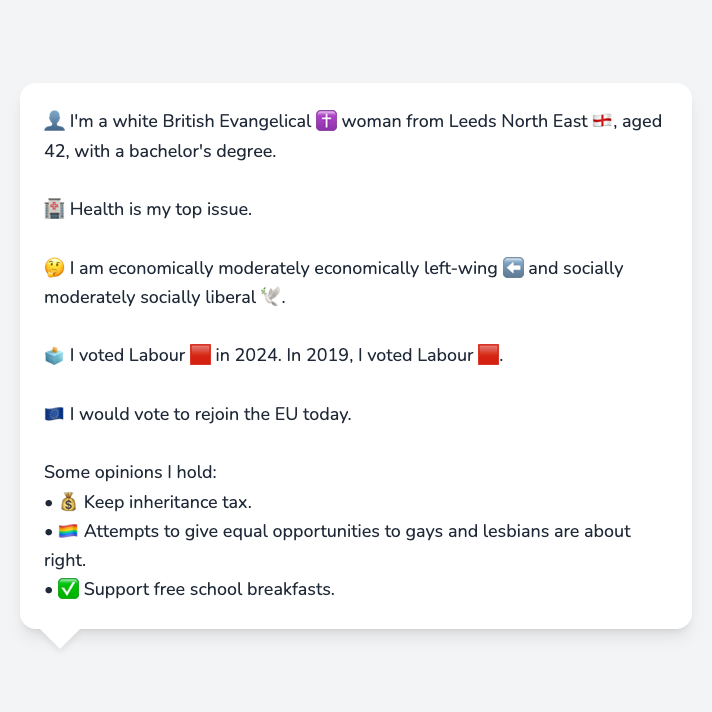 👤 I'm a white British Evangelical ✝️ woman from Leeds North East 🏴󠁧󠁢󠁥󠁮󠁧󠁿, aged
42, with a bachelor's degree.
🏥 Health is my top issue.
🤔 I am economically moderately economically left-wing ⬅️ and socially
moderately socially liberal 🕊️.
🗳️ I voted Labour 🟥 in 2024. In 2019, I voted Labour 🟥.
🇪🇺 I would vote to rejoin the EU today.
Some opinions I hold:
• 💰 Keep inheritance tax.
• 🏳️‍🌈 Attempts to give equal opportunities to gays and lesbians are about
right.
• ✅ Support free school breakfasts.